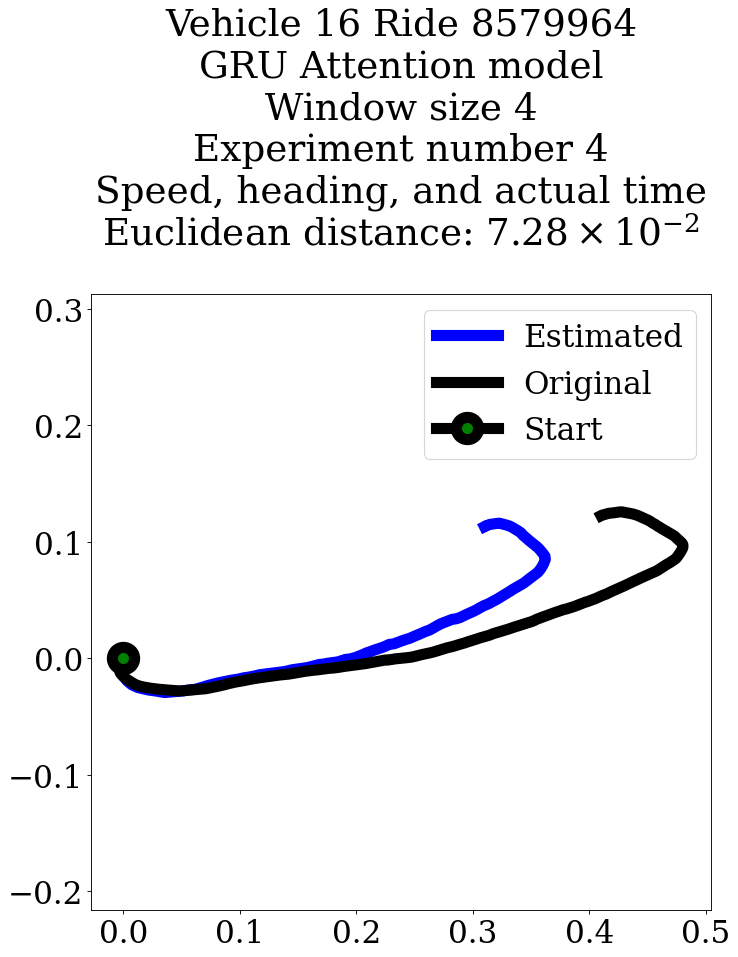 Vehicle 16 Ride 8579964
GRU Attention model
Window size 4
Experiment number 4
Speed, heading, and actual time
Euclidean distance: 7.28 × 10⁻²
Estimated
Original
Start
0.3
0.2
0.1
0.0
−0.1
−0.2
0.0 0.1 0.2 0.3 0.4 0.5